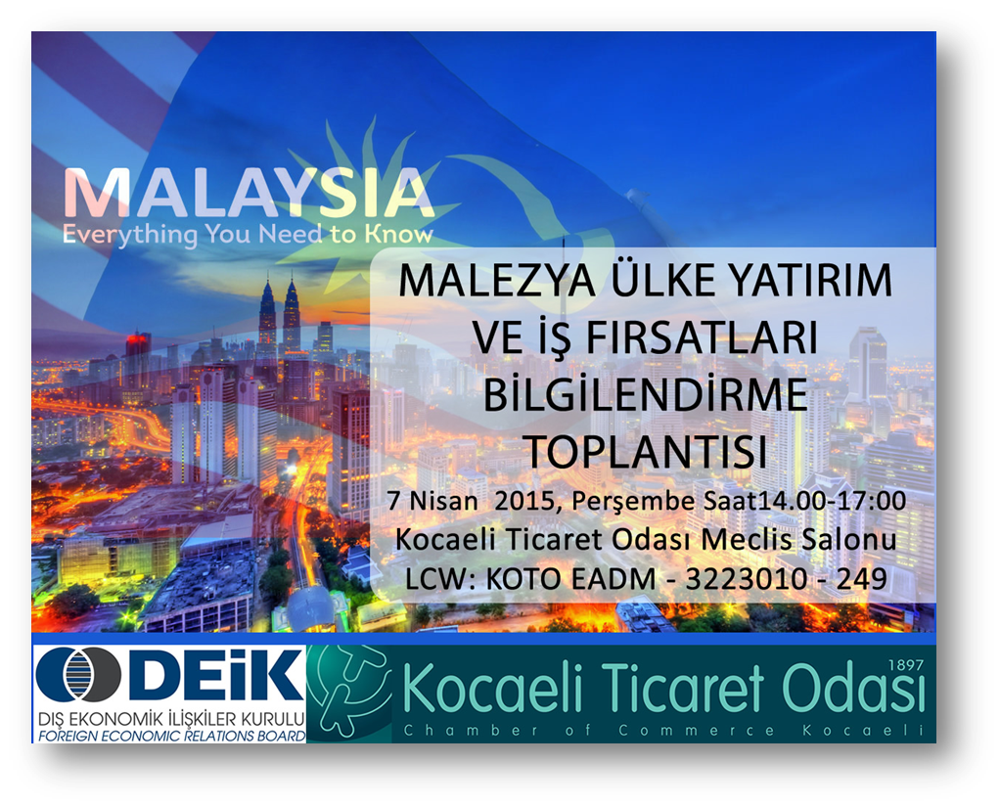 MALAYSIA
Everything You Need to Know
MALEZYA ÜLKE YATIRIM
VE İŞ FIRSATLARI
BİLGİLENDİRME
TOPLANTISI
7 Nisan 2015, Perşembe Saat14.00-17:00
Kocaeli Ticaret Odası Meclis Salonu
LCW: KOTO EADM - 3223010 - 249
DEiK
DIŞ EKONOMİK İLİŞKİLER KURULU
FOREIGN ECONOMIC RELATIONS BOARD
1897
Kocaeli Ticaret Odası
Chamber of Commerce Kocaeli